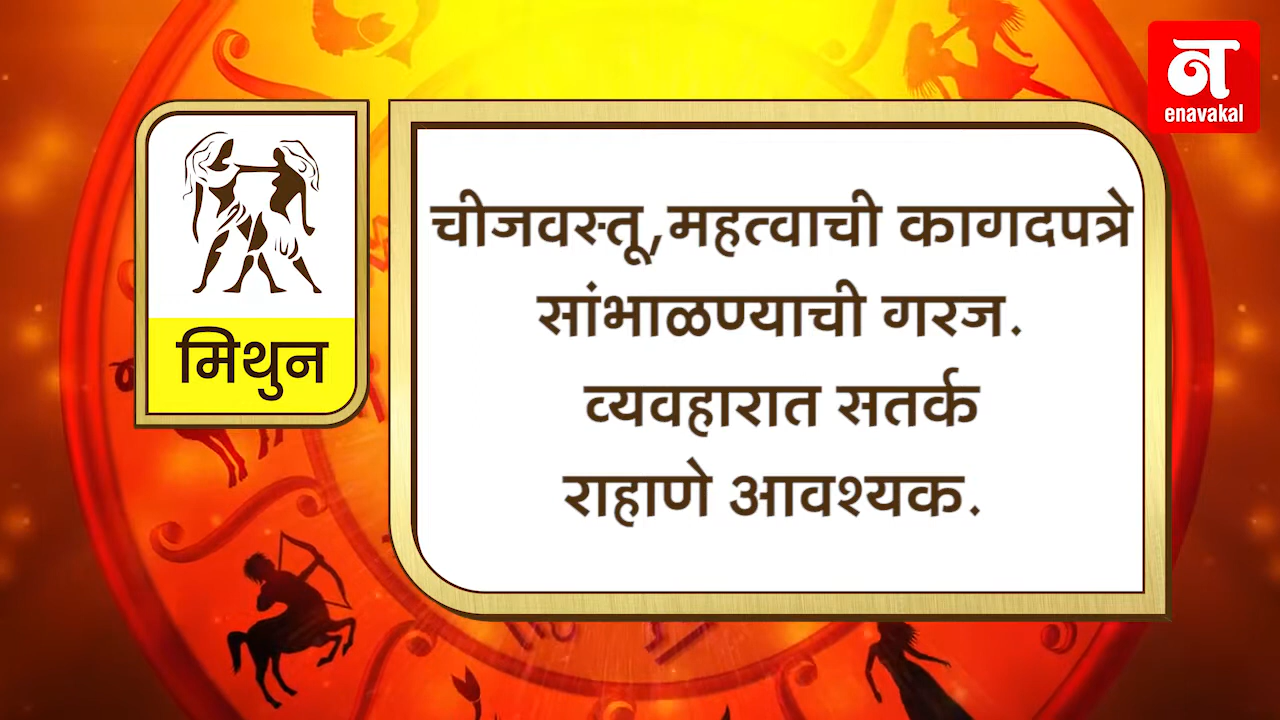 न
enavakal
मिथुन
चीजवस्तू,महत्वाची कागदपत्रे
सांभाळण्याची गरज.
व्यवहारात सतर्क
राहाणे आवश्यक.